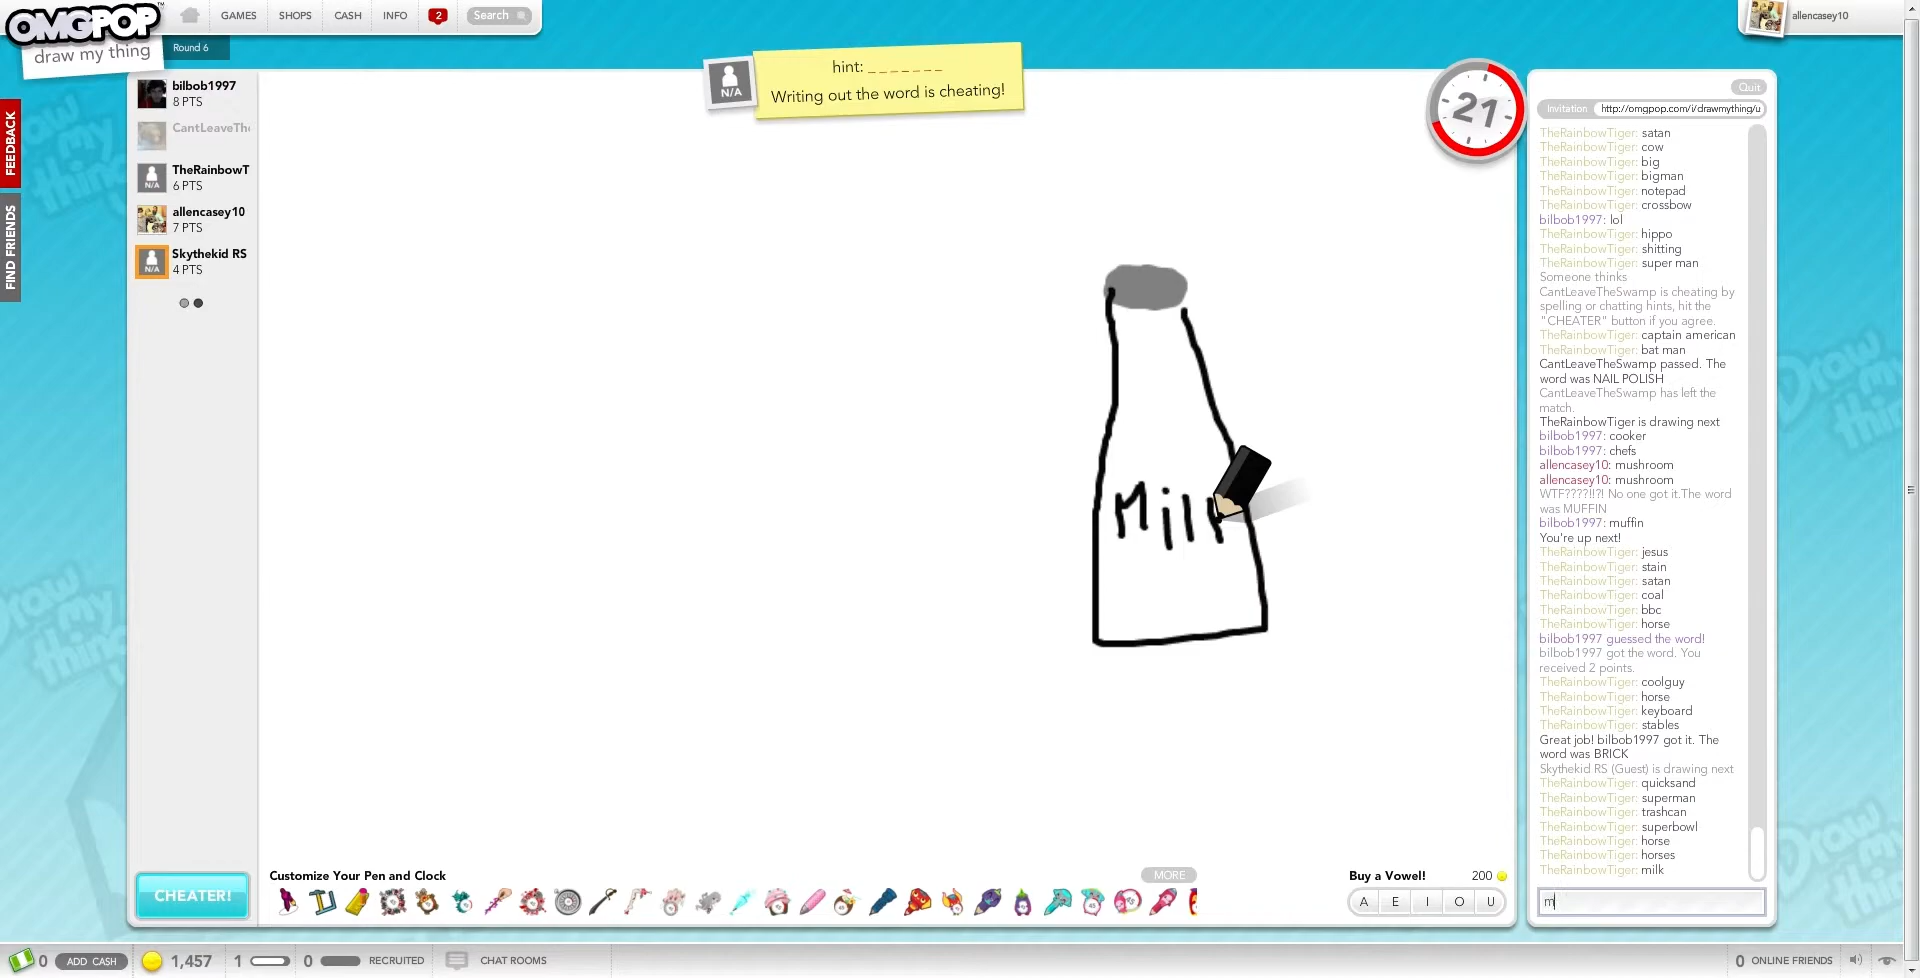 OMGPOP™
GAMES SHOPS CASH INFO 2 Search
allencasey10
draw my thing
Round 6
FEEDBACK
FIND FRIENDS
bilbob1997
8 PTS
CantLeaveThe
N/A TheRainbowT
6 PTS
allencasey10
7 PTS
N/A Skythekid RS
4 PTS
N/A
hint: _ _ _ _ _ _ _
Writing out the word is cheating!
21
Milk
Quit
Invitation http://omgpop.com/i/drawmything/u
TheRainbowTiger: satan
TheRainbowTiger: cow
TheRainbowTiger: big
TheRainbowTiger: bigman
TheRainbowTiger: notepad
TheRainbowTiger: crossbow
bilbob1997: lol
TheRainbowTiger: hippo
TheRainbowTiger: shitting
TheRainbowTiger: super man
Someone thinks
CantLeaveTheSwamp is cheating by
spelling or chatting hints, hit the
"CHEATER" button if you agree.
TheRainbowTiger: captain american
TheRainbowTiger: bat man
CantLeaveTheSwamp passed. The
word was NAIL POLISH
CantLeaveTheSwamp has left the
match.
TheRainbowTiger is drawing next
bilbob1997: cooker
bilbob1997: chefs
allencasey10: mushroom
allencasey10: mushroom
WTF????!!?! No one got it.The word
was MUFFIN
bilbob1997: muffin
You're up next!
TheRainbowTiger: jesus
TheRainbowTiger: stain
TheRainbowTiger: satan
TheRainbowTiger: coal
TheRainbowTiger: bbc
TheRainbowTiger: horse
bilbob1997 guessed the word!
bilbob1997 got the word. You
received 2 points.
TheRainbowTiger: coolguy
TheRainbowTiger: horse
TheRainbowTiger: keyboard
TheRainbowTiger: stables
Great job! bilbob1997 got it. The
word was BRICK
Skythekid RS (Guest) is drawing next
TheRainbowTiger: quicksand
TheRainbowTiger: superman
TheRainbowTiger: trashcan
TheRainbowTiger: superbowl
TheRainbowTiger: horse
TheRainbowTiger: horses
TheRainbowTiger: milk
m
CHEATER!
Customize Your Pen and Clock
MORE
Buy a Vowel! 200
A E I O U
0 ADD CASH 1,457 1 0 RECRUITED CHAT ROOMS
0 ONLINE FRIENDS